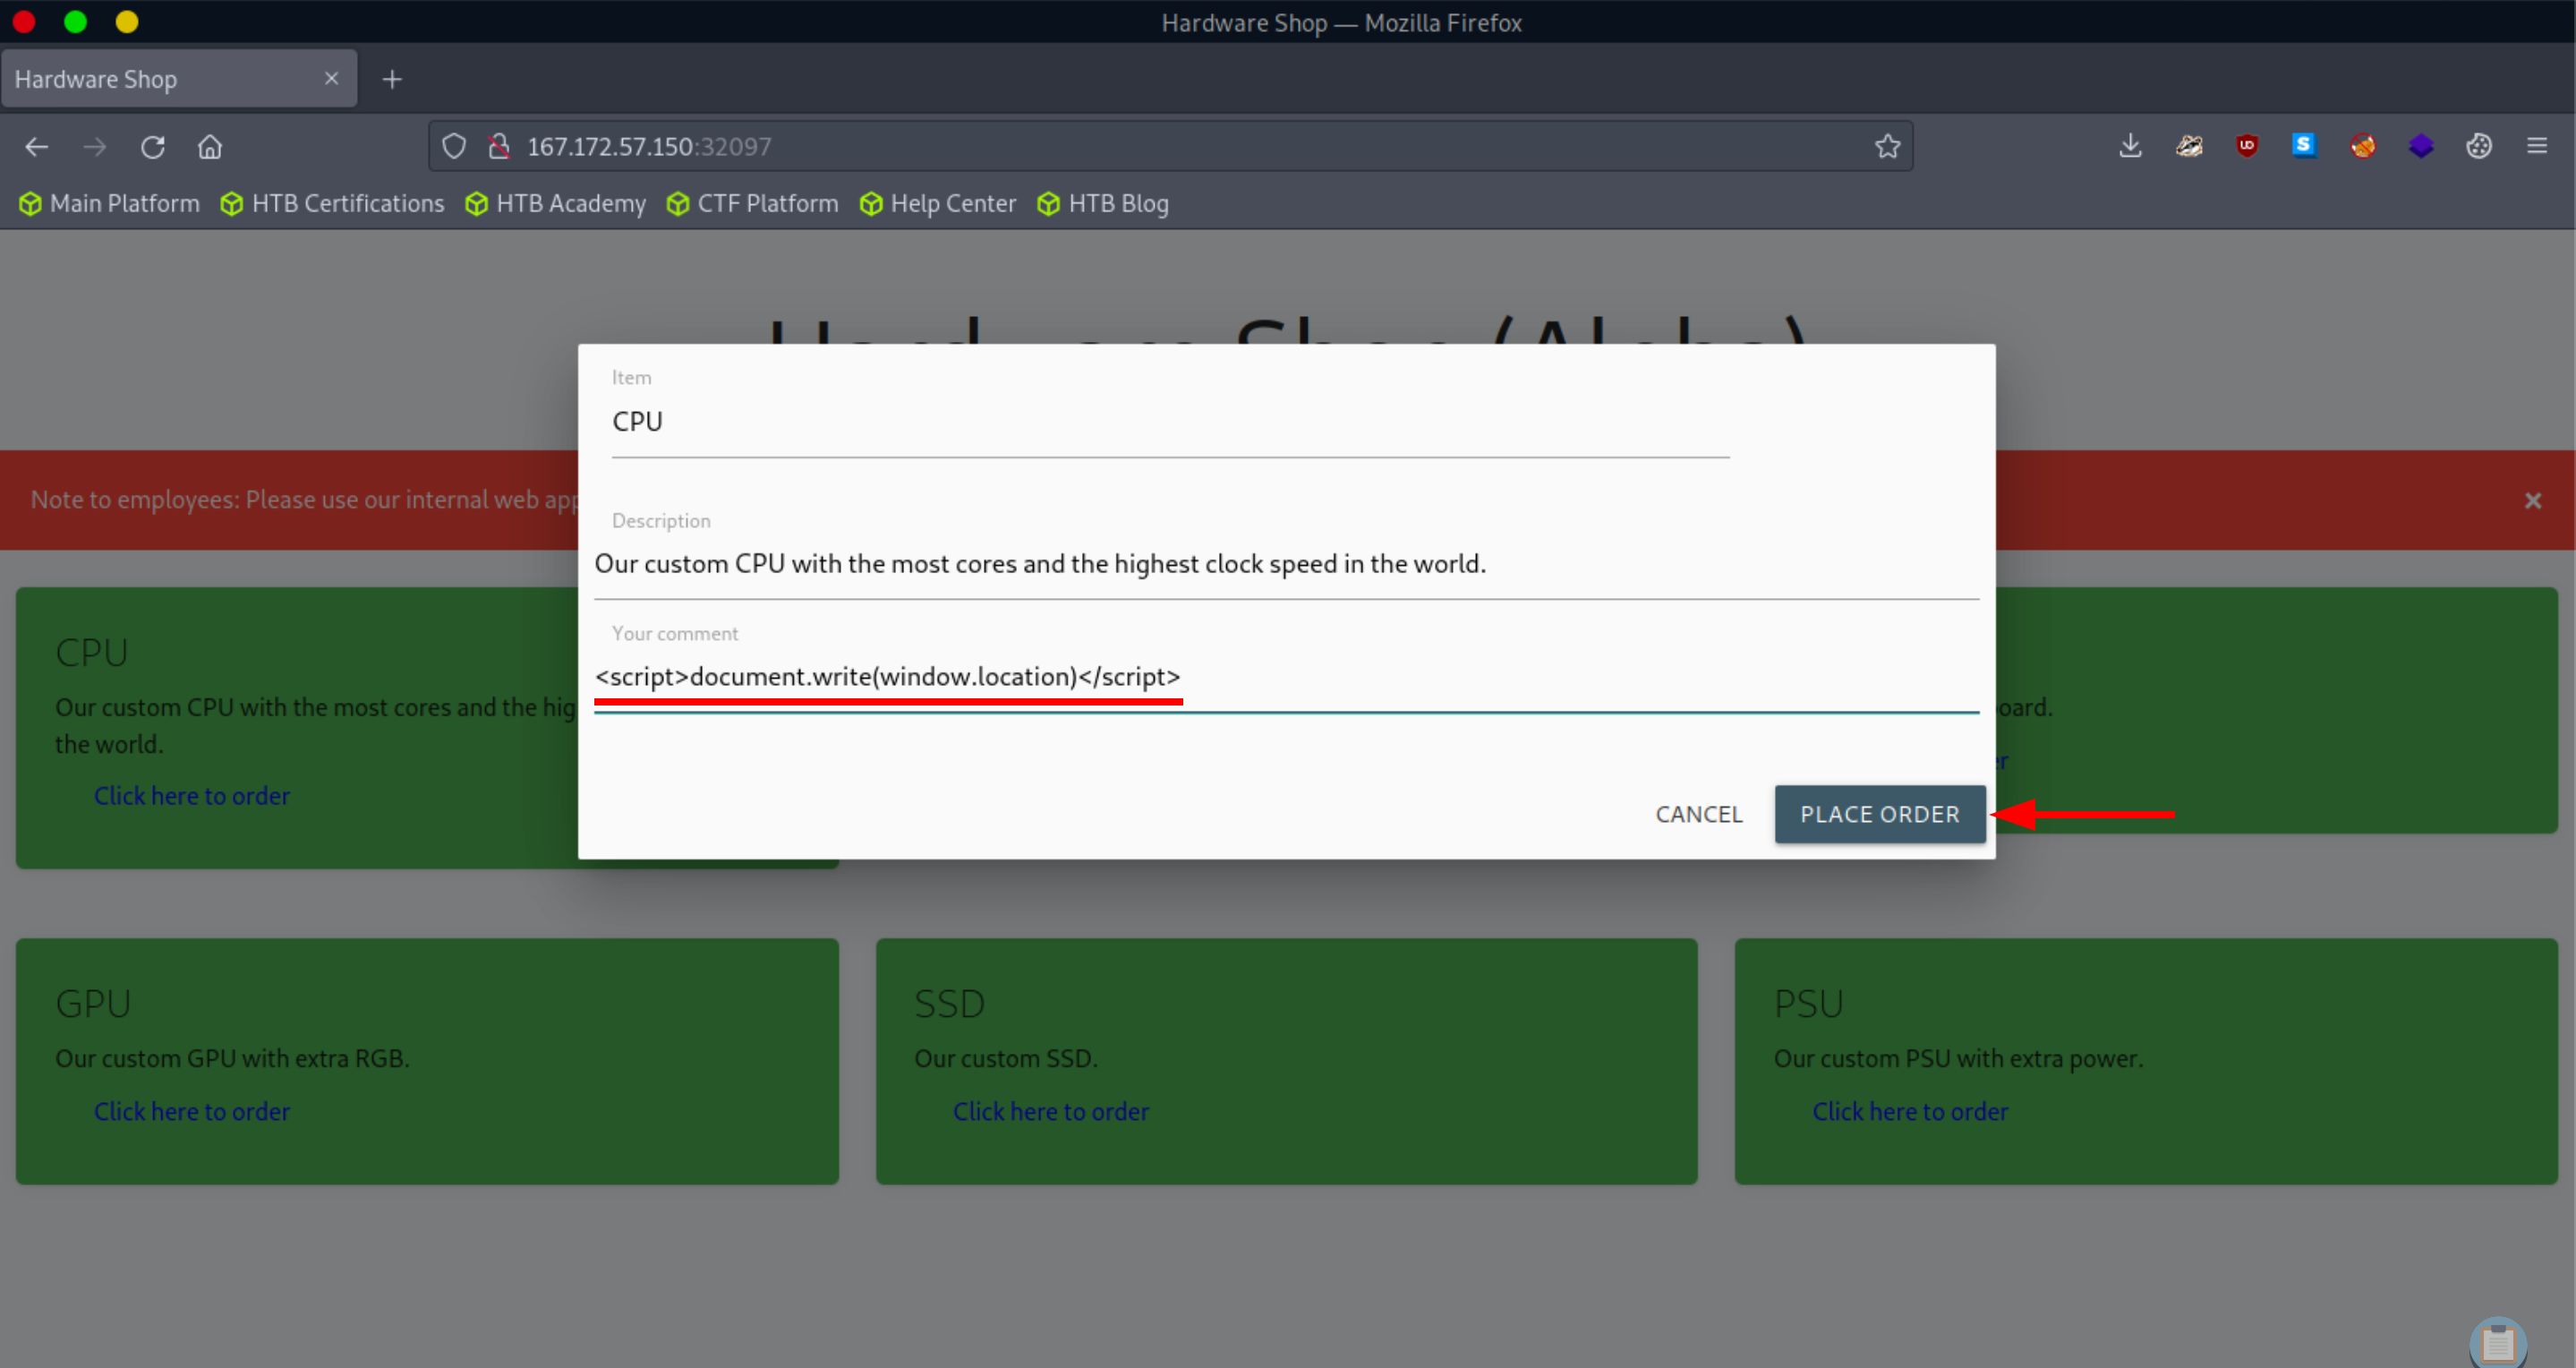 Hardware Shop — Mozilla Firefox
Hardware Shop
167.172.57.150:32097
Main Platform HTB Certifications HTB Academy CTF Platform Help Center HTB Blog
Hardware Shop (Alpha)
Item
CPU
Note to employees: Please use our internal web app
Description
Our custom CPU with the most cores and the highest clock speed in the world.
Your comment
<script>document.write(window.location)</script>
CANCEL PLACE ORDER
CPU
Our custom CPU with the most cores and the hig
the world.
Click here to order
oard.
er
GPU
Our custom GPU with extra RGB.
Click here to order
SSD
Our custom SSD.
Click here to order
PSU
Our custom PSU with extra power.
Click here to order